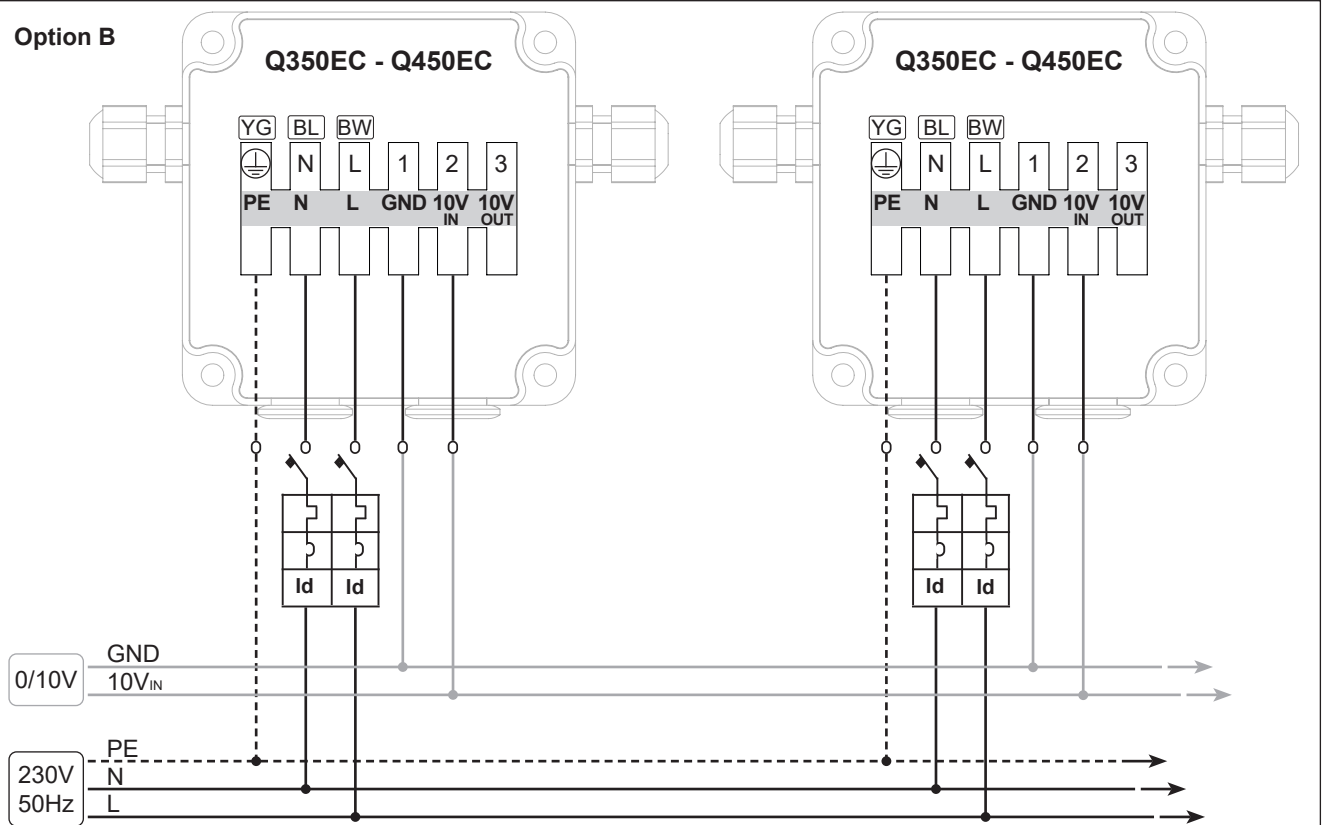 Option B
Q350EC - Q450EC
YG BL BW
N L 1 2 3
PE N L GND 10V 10V
IN OUT
Id Id
Q350EC - Q450EC
YG BL BW
N L 1 2 3
PE N L GND 10V 10V
IN OUT
Id Id
0/10V
GND
10VIN
230V
50Hz
PE
N
L